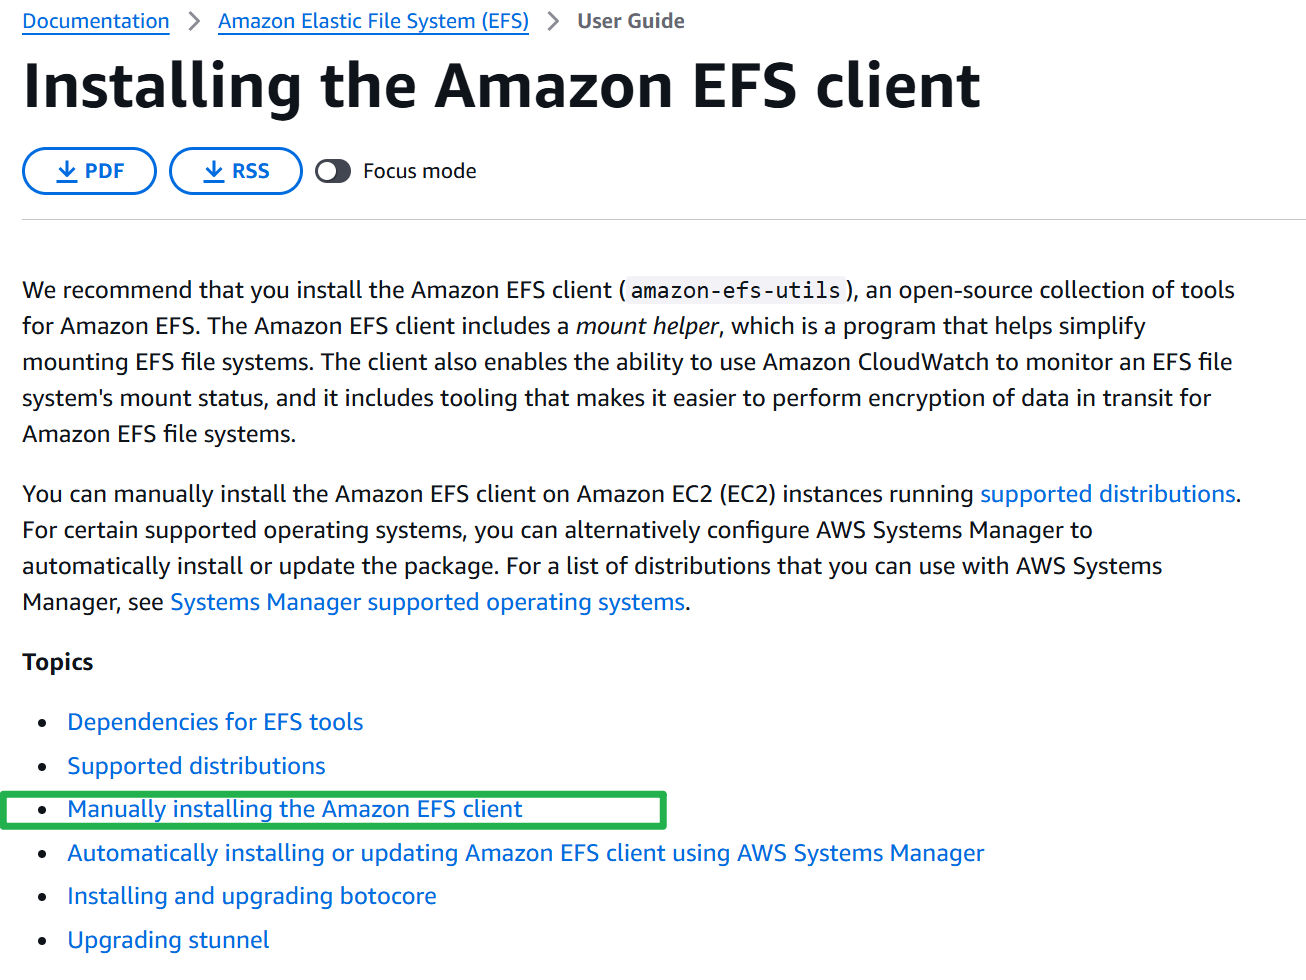 Documentation > Amazon Elastic File System (EFS) > User Guide
Installing the Amazon EFS client
PDF RSS Focus mode
We recommend that you install the Amazon EFS client (amazon-efs-utils), an open-source collection of tools
for Amazon EFS. The Amazon EFS client includes a mount helper, which is a program that helps simplify
mounting EFS file systems. The client also enables the ability to use Amazon CloudWatch to monitor an EFS file
system's mount status, and it includes tooling that makes it easier to perform encryption of data in transit for
Amazon EFS file systems.
You can manually install the Amazon EFS client on Amazon EC2 (EC2) instances running supported distributions.
For certain supported operating systems, you can alternatively configure AWS Systems Manager to
automatically install or update the package. For a list of distributions that you can use with AWS Systems
Manager, see Systems Manager supported operating systems.
Topics
• Dependencies for EFS tools
• Supported distributions
• Manually installing the Amazon EFS client
• Automatically installing or updating Amazon EFS client using AWS Systems Manager
• Installing and upgrading botocore
• Upgrading stunnel